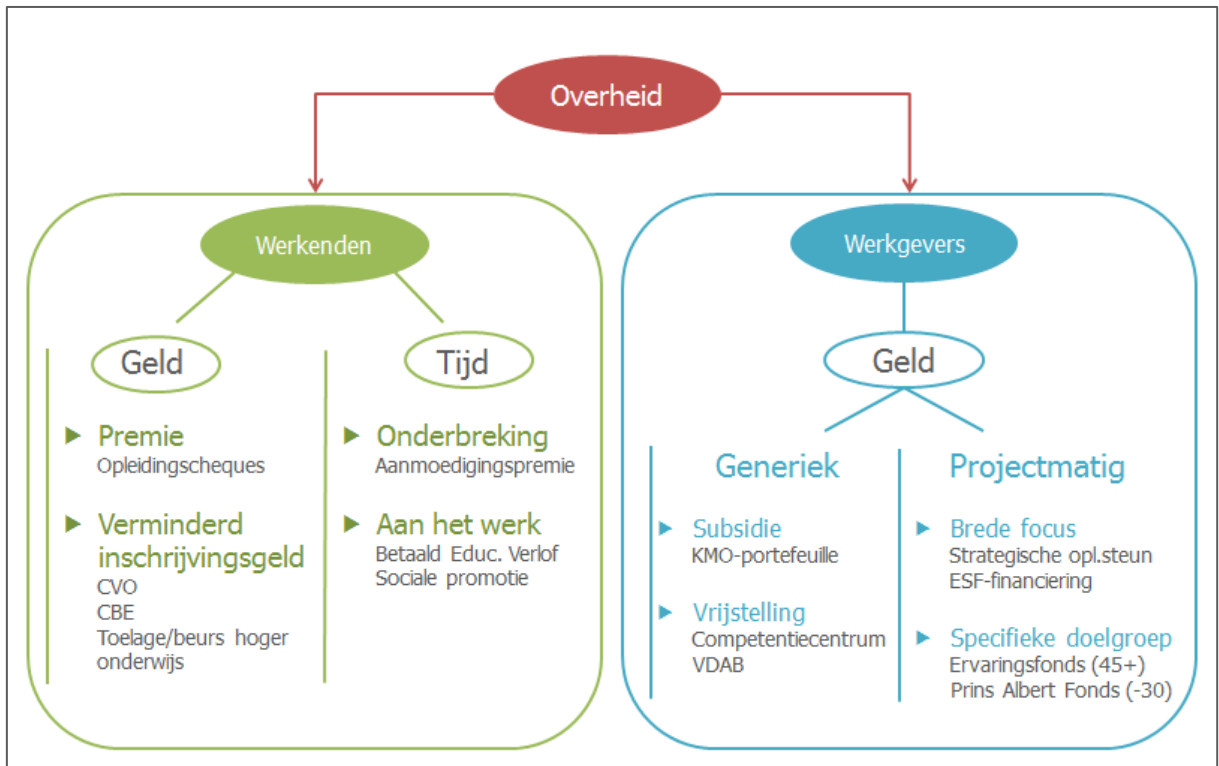 Overheid
Werkenden
Geld
Premie
Opleidingscheques
Verminderd
inschrijvingsgeld
CVO
CBE
Toelage/beurs hoger
onderwijs
Tijd
Onderbreking
Aanmoedigingspremie
Aan het werk
Betaald Educ. Verlof
Sociale promotie
Werkgevers
Geld
Generiek
Subsidie
KMO-portefeuille
Vrijstelling
Competentiecentrum
VDAB
Projectmatig
Brede focus
Strategische opl.steun
ESF-financiering
Specifieke doelgroep
Ervaringsfonds (45+)
Prins Albert Fonds (-30)